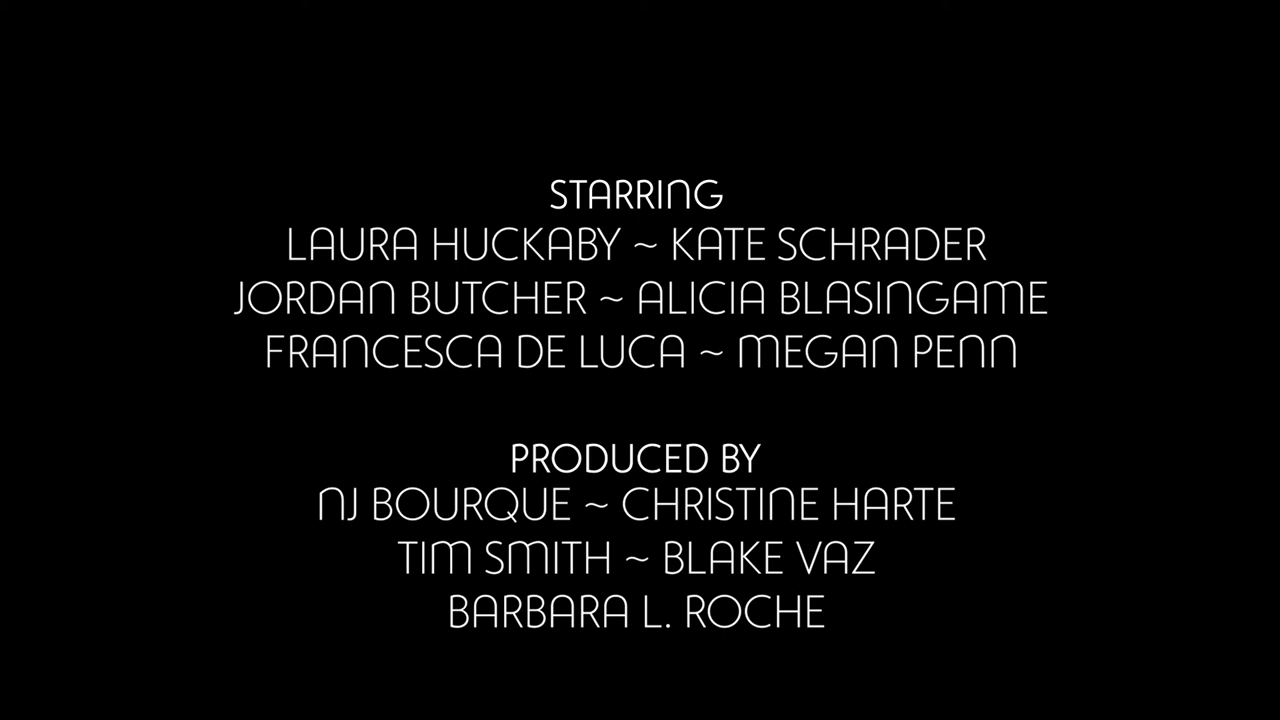 STARRING
LAURA HUCKABY ~ KATE SCHRADER
JORDAN BUTCHER ~ ALICIA BLASINGAME
FRANCESCA DE LUCA ~ MEGAN PENN
PRODUCED BY
NJ BOURQUE ~ CHRISTINE HARTE
TIM SMITH ~ BLAKE VAZ
BARBARA L. ROCHE